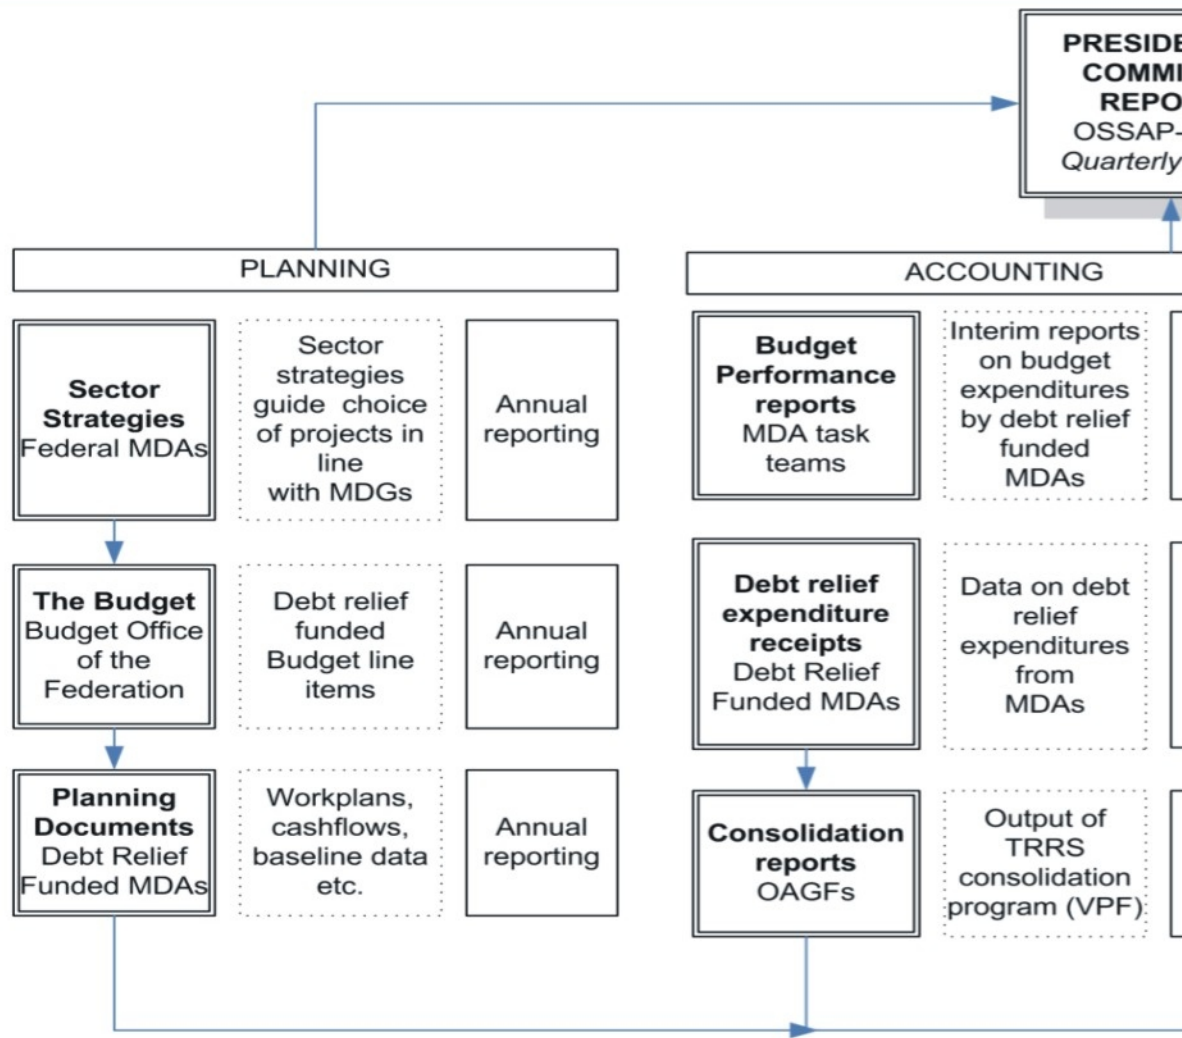 PRESIDE
COMMI
REPO
OSSAP-
Quarterly
PLANNING
Sector
Strategies
Federal MDAs
Sector
strategies
guide choice
of projects in
line
with MDGs
Annual
reporting
The Budget
Budget Office
of the
Federation
Debt relief
funded
Budget line
items
Annual
reporting
Planning
Documents
Debt Relief
Funded MDAs
Workplans,
cashflows,
baseline data
etc.
Annual
reporting
ACCOUNTING
Budget
Performance
reports
MDA task
teams
Interim reports
on budget
expenditures
by debt relief
funded
MDAs
Debt relief
expenditure
receipts
Debt Relief
Funded MDAs
Data on debt
relief
expenditures
from
MDAs
Consolidation
reports
OAGFs
Output of
TRRS
consolidation
program (VPF)